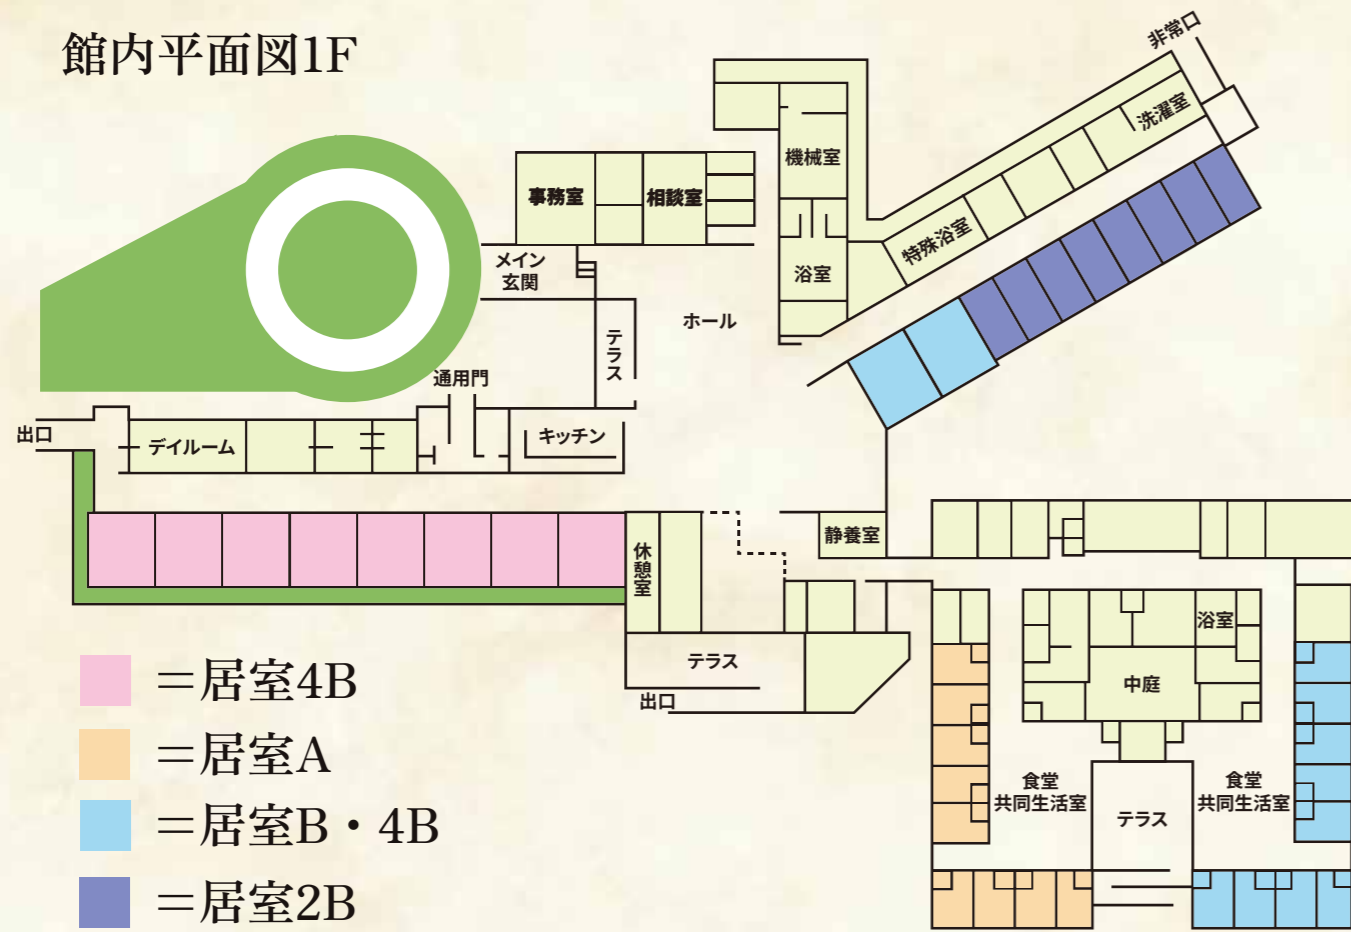 館内平面図1F
非常口
洗濯室
機械室
事務室
相談室
特殊浴室
メイン
玄関
浴室
ホール
テラス
通用門
出口
デイルーム
キッチン
休憩室
静養室
浴室
テラス
出口
中庭
食堂
共同生活室
テラス
食堂
共同生活室
＝居室4B
＝居室A
＝居室B・4B
＝居室2B